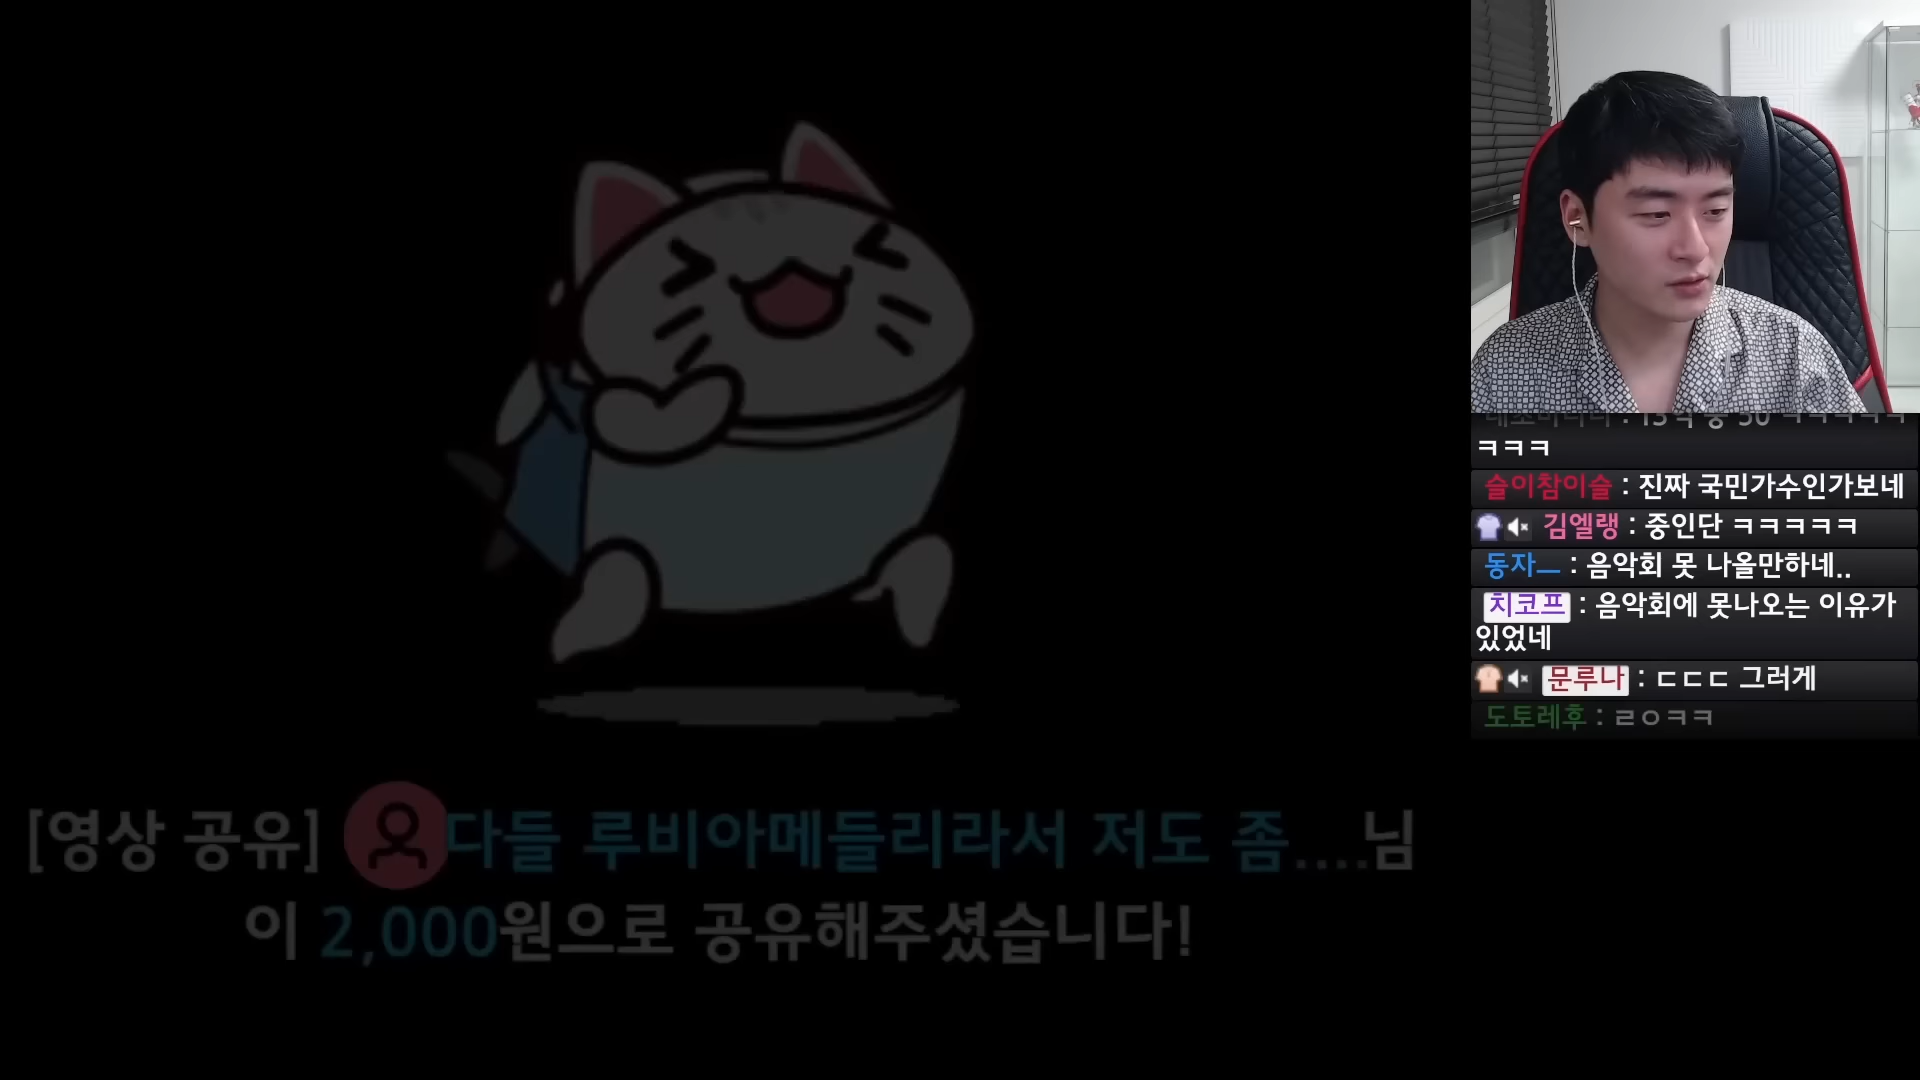 [영상 공유] 다들 루비아메들리라서 저도 좀....님
이 2,000원으로 공유해주셨습니다!
ㅋㅋㅋ
슬이참이슬 : 진짜 국민가수인가보네
김엘랭 : 중인단 ㅋㅋㅋㅋㅋ
동자ㅡ : 음악회 못 나올만하네..
치코프 : 음악회에 못나오는 이유가
있었네
문루나 : ㄷㄷㄷ 그러게
도토레후 : ㄹㅇㅋㅋ